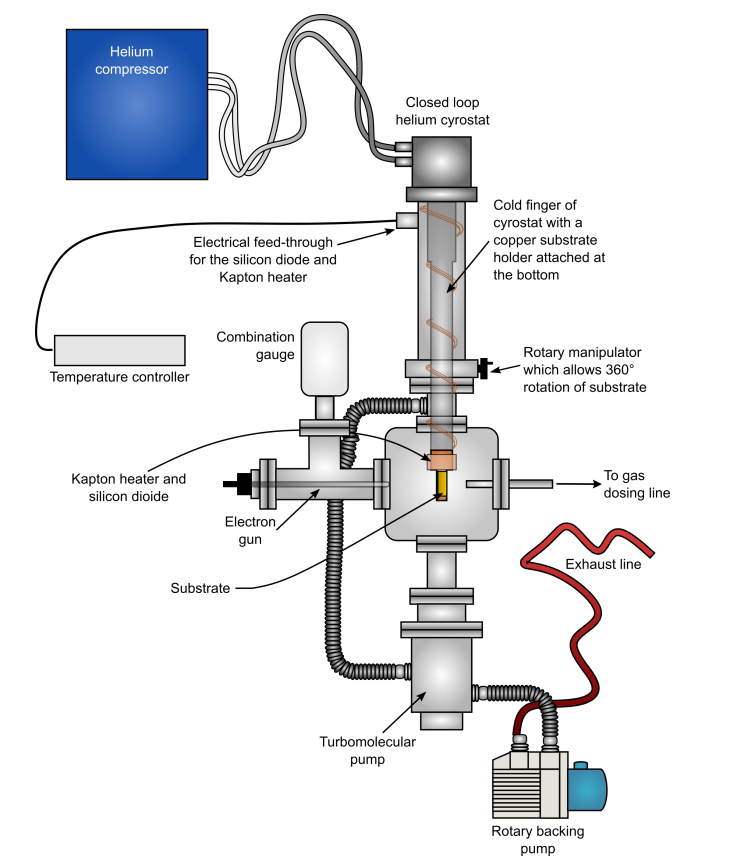 Helium
compressor
Closed loop
helium cyrostat
Cold finger of
cyrostat with a
copper substrate
holder attached at
the bottom
Electrical feed-through
for the silicon diode and
Kapton heater
Combination
gauge
Temperature controller
Rotary manipulator
which allows 360°
rotation of substrate
Kapton heater and
silicon dioide
To gas
dosing line
Electron
gun
Exhaust line
Substrate
Turbomolecular
pump
Rotary backing
pump